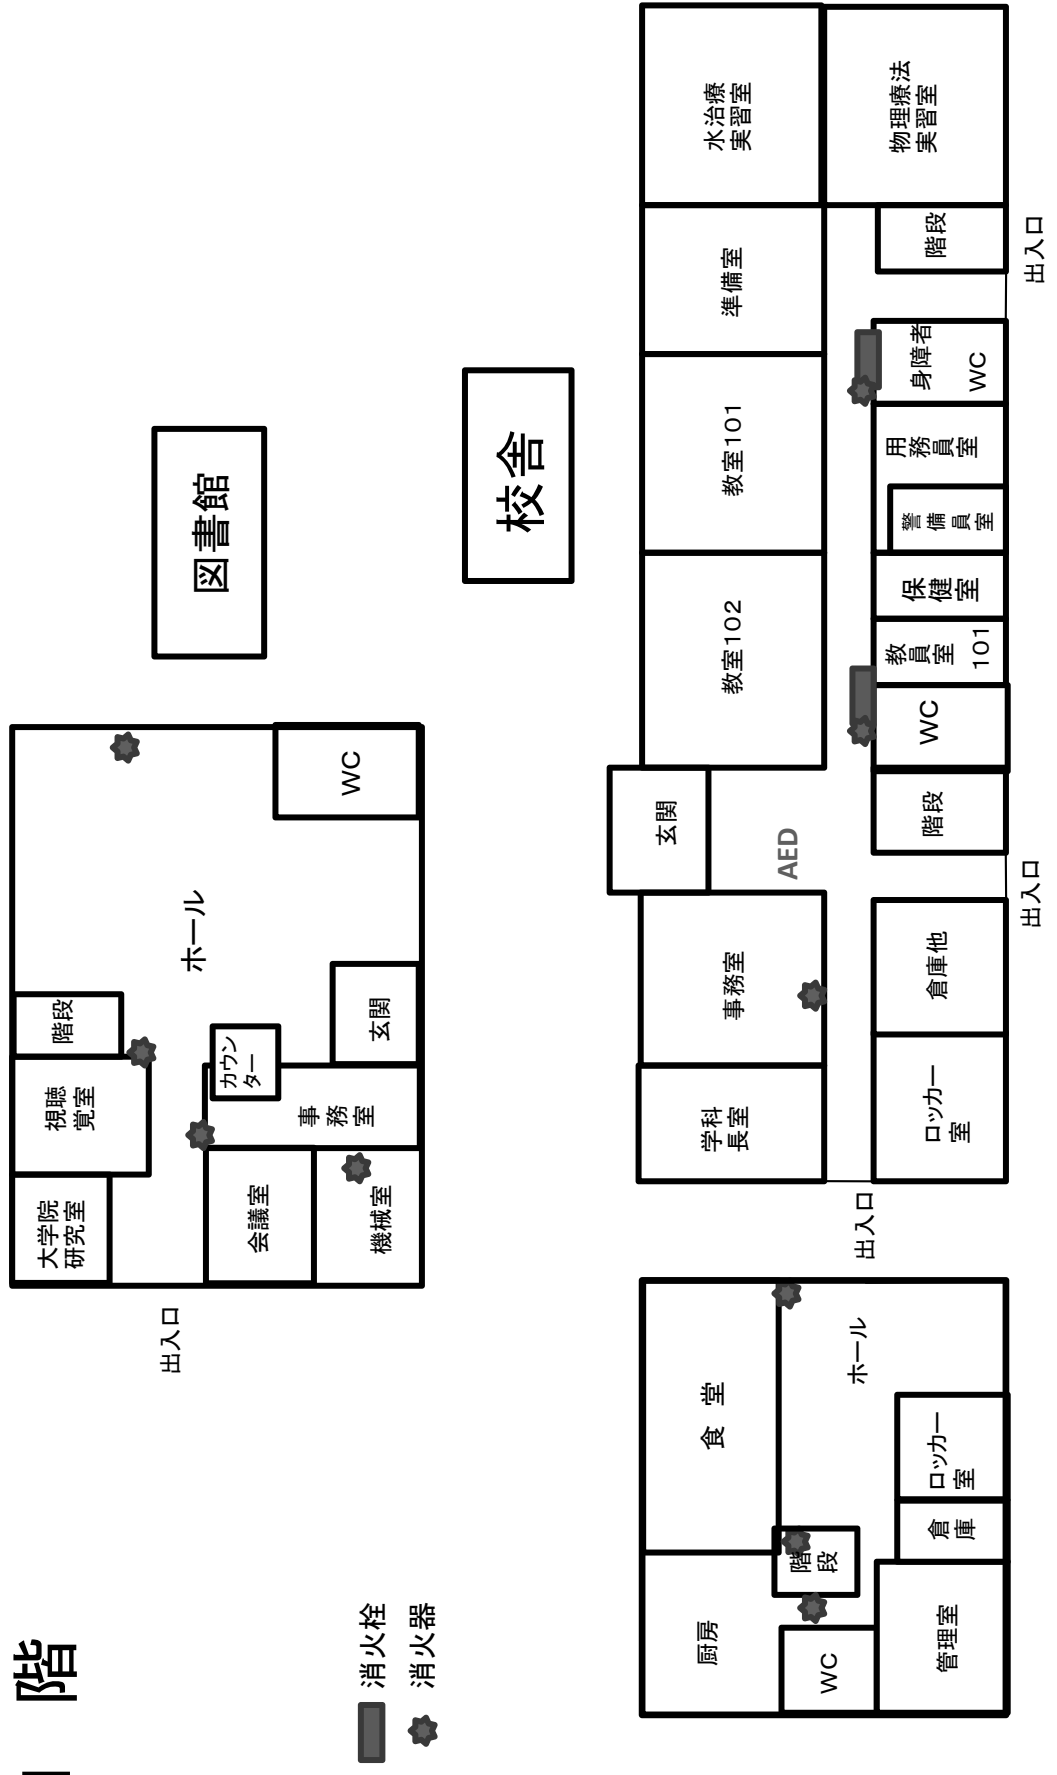 階
大学院
研究室
視聴
覚室
階段
ホール
図書館
出入口
会議室
カウン
ター
機械室
事務室
玄関
WC
消火栓
消火器
校舎
厨房
食 堂
階段
WC
ホール
管理室
倉庫
ロッカー
室
出入口
学科
長室
事務室
玄関
AED
教室102
教室101
準備室
水治療
実習室
ロッカー
室
倉庫他
階段
WC
教員室
101
保健室
警備員室
用務員室
身障者
WC
階段
物理療法
実習室
出入口
出入口